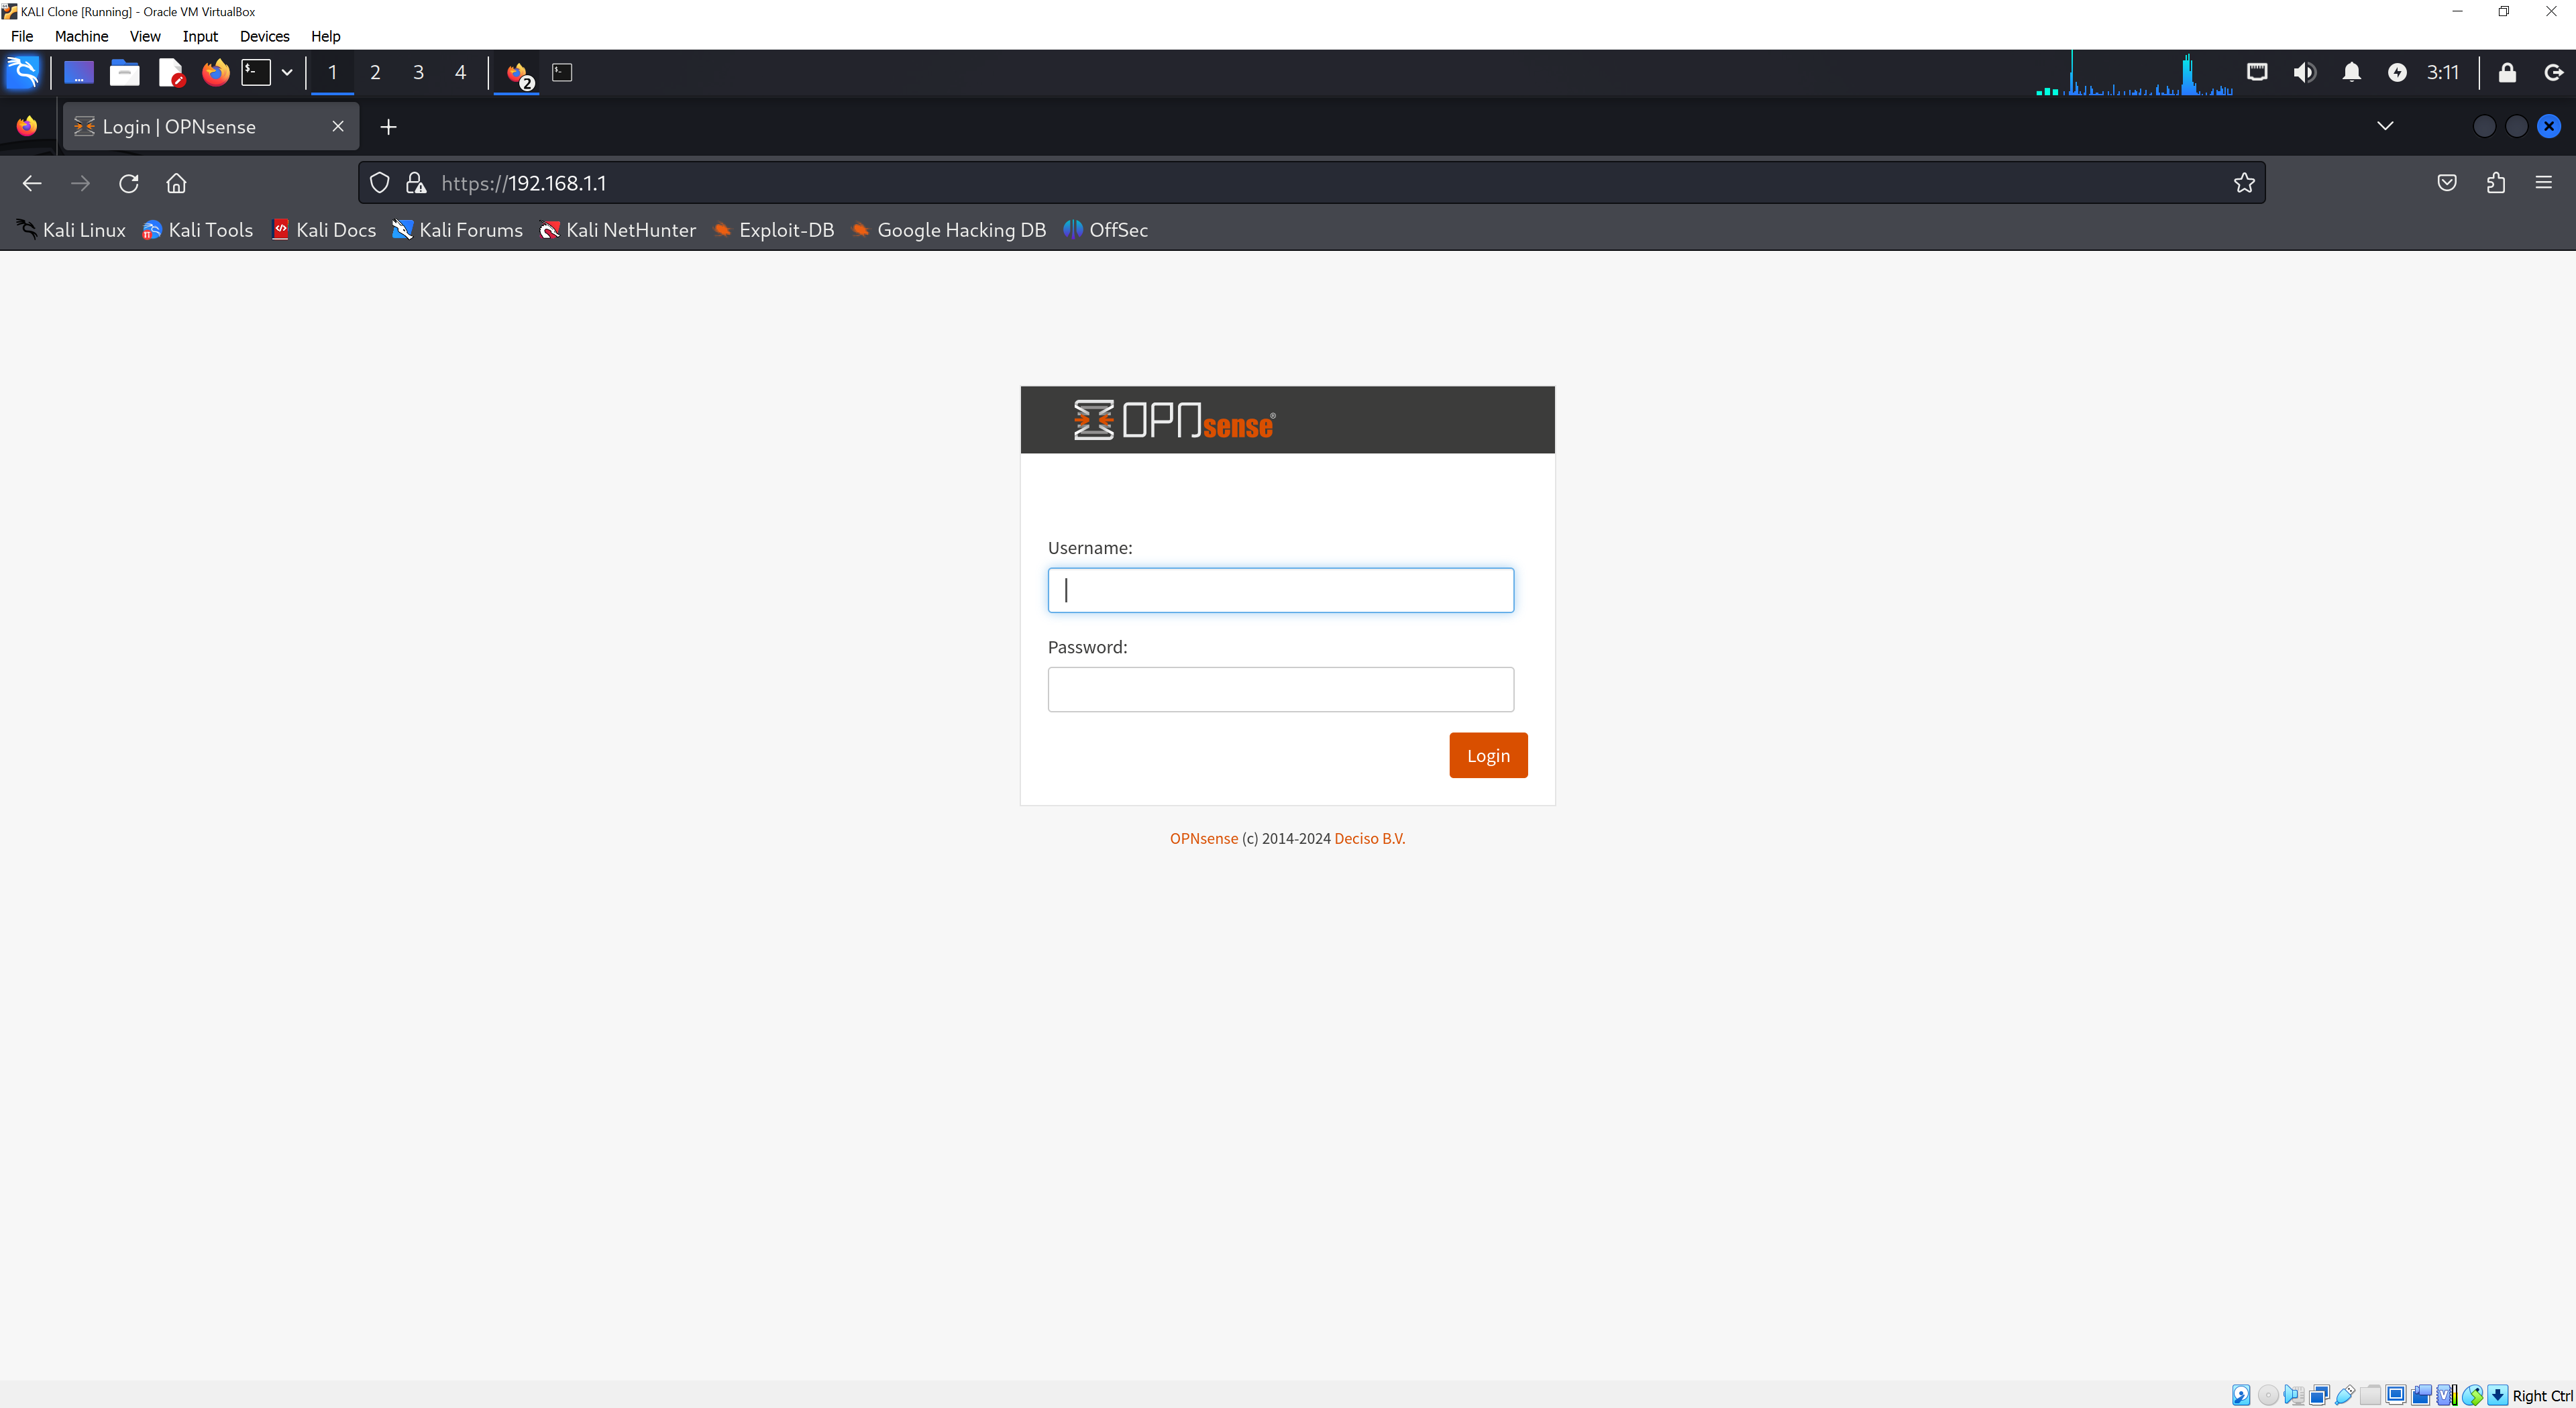 KALI Clone [Running] - Oracle VM VirtualBox
File Machine View Input Devices Help
1 2 3 4 2 3:11
Login | OPNsense
https://192.168.1.1
Kali Linux Kali Tools Kali Docs Kali Forums Kali NetHunter Exploit-DB Google Hacking DB OffSec
OPNsense®
Username:
Password:
Login
OPNsense (c) 2014-2024 Deciso B.V.
Right Ctrl